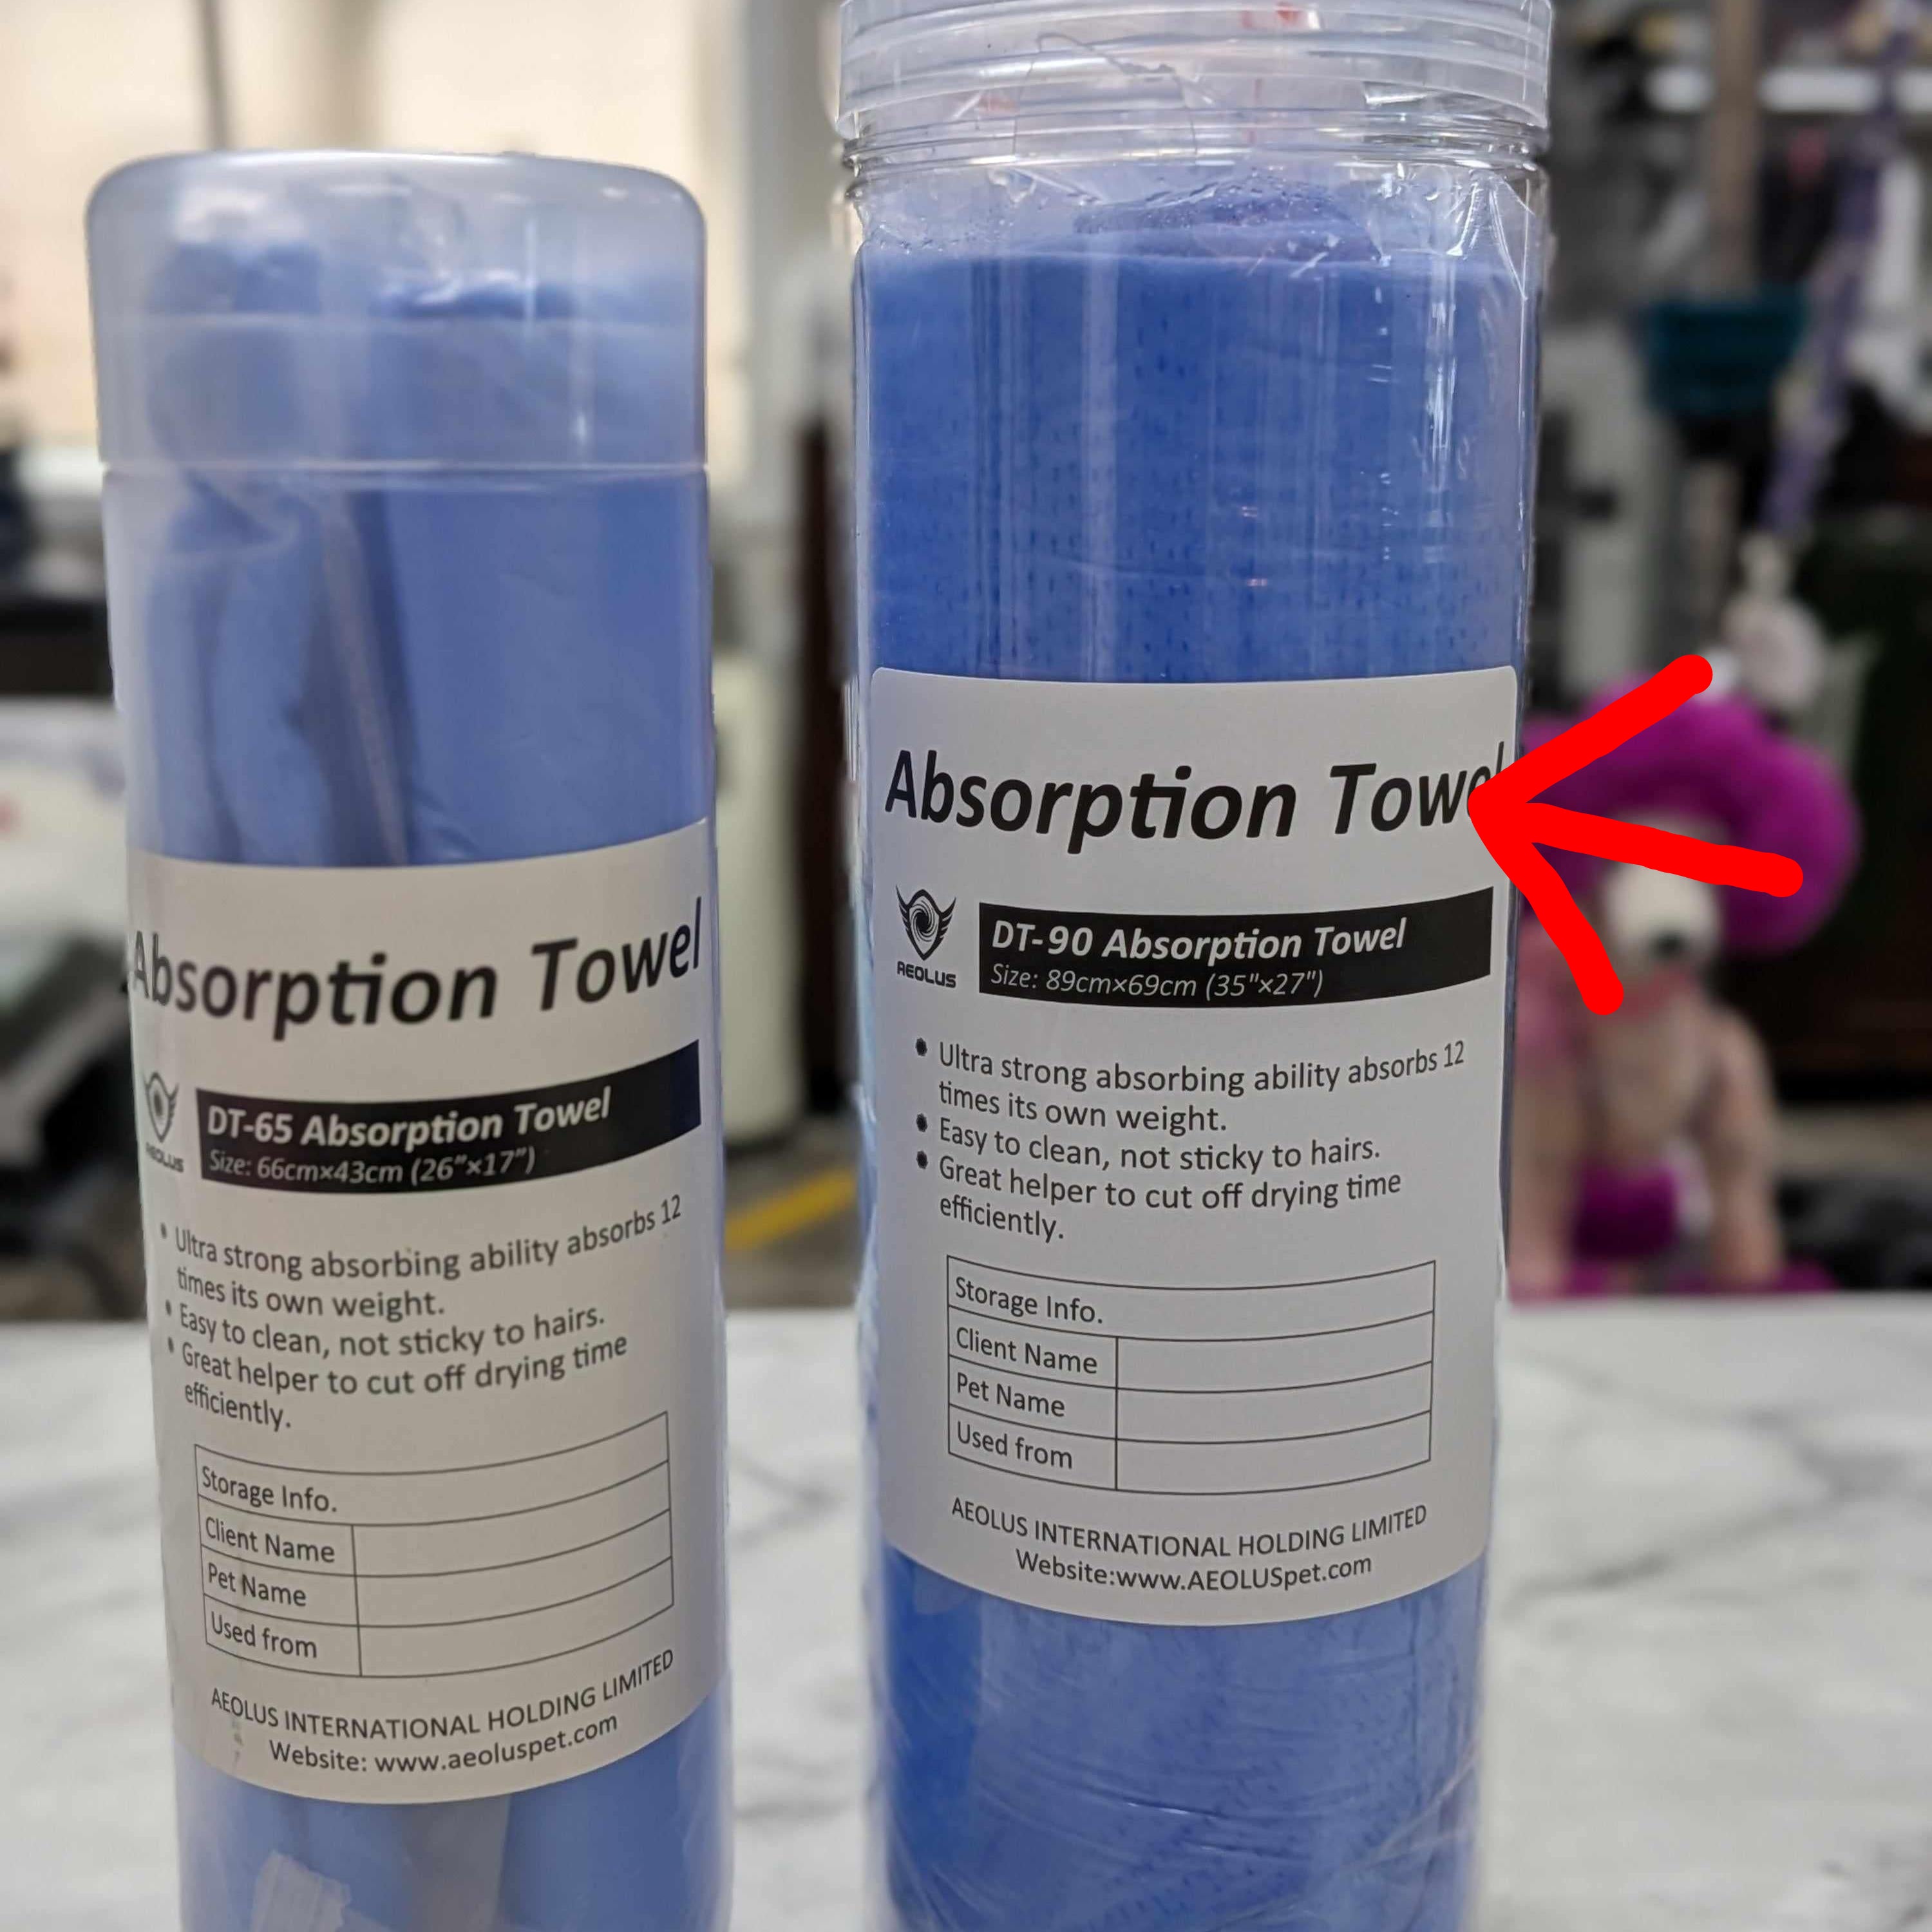 Absorption Towel
AEOLUS
DT-65 Absorption Towel
Size: 66cm×43cm (26"×17")
• Ultra strong absorbing ability absorbs 12
times its own weight.
• Easy to clean, not sticky to hairs.
• Great helper to cut off drying time
efficiently.
Storage Info.
Client Name
Pet Name
Used from
AEOLUS INTERNATIONAL HOLDING LIMITED
Website: www.aeoluspet.com
Absorption Towel
AEOLUS
DT-90 Absorption Towel
Size: 89cm×69cm (35"×27")
• Ultra strong absorbing ability absorbs 12
times its own weight.
• Easy to clean, not sticky to hairs.
• Great helper to cut off drying time
efficiently.
Storage Info.
Client Name
Pet Name
Used from
AEOLUS INTERNATIONAL HOLDING LIMITED
Website:www.AEOLUSpet.com